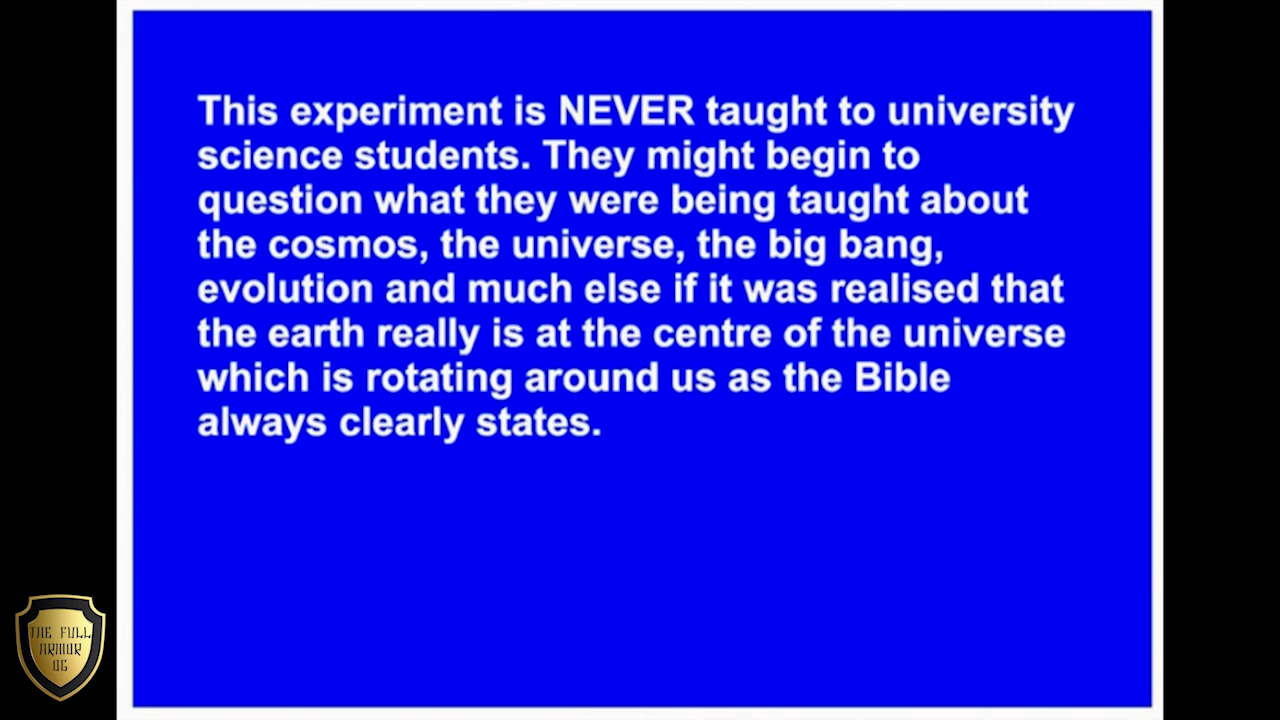 This experiment is NEVER taught to university
science students. They might begin to
question what they were being taught about
the cosmos, the universe, the big bang,
evolution and much else if it was realised that
the earth really is at the centre of the universe
which is rotating around us as the Bible
always clearly states.
THE FULL
ARMOR
OG